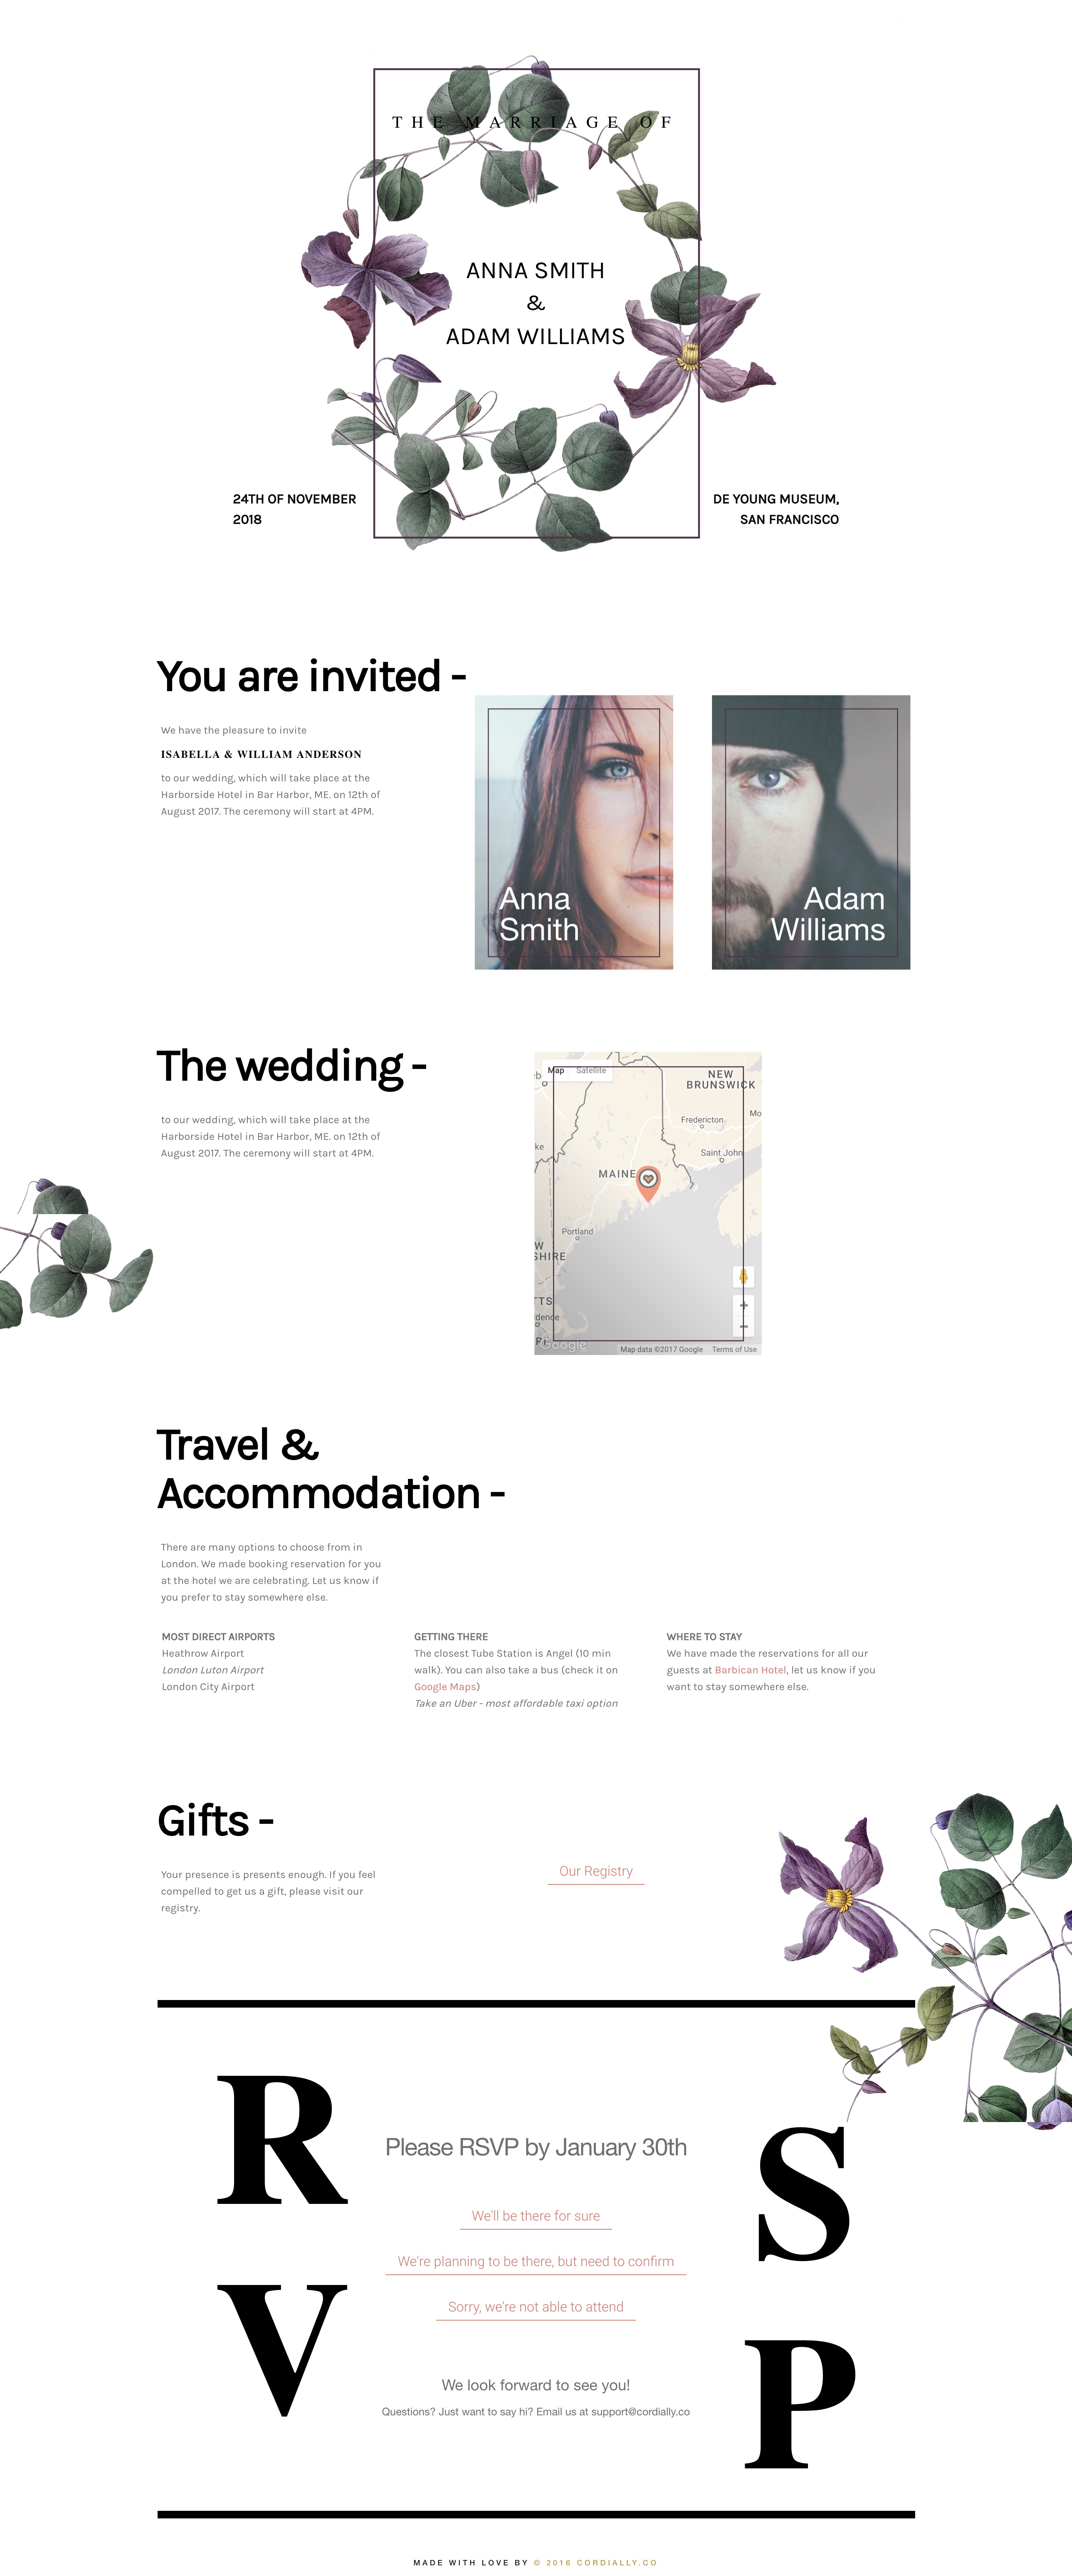 THE MARRIAGE OF
ANNA SMITH
&
ADAM WILLIAMS
24TH OF NOVEMBER
2018
DE YOUNG MUSEUM,
SAN FRANCISCO
You are invited -
We have the pleasure to invite
ISABELLA & WILLIAM ANDERSON
to our wedding, which will take place at the
Harborside Hotel in Bar Harbor, ME. on 12th of
August 2017. The ceremony will start at 4PM.
Anna
Smith
Adam
Williams
The wedding -
to our wedding, which will take place at the
Harborside Hotel in Bar Harbor, ME. on 12th of
August 2017. The ceremony will start at 4PM.
Map Satellite
NEW
BRUNSWICK
Fredericton
Mo
Saint John
MAINE
Portland
W
SHIRE
TTS
dence
Google
Map data ©2017 Google Terms of Use
Travel &
Accommodation -
There are many options to choose from in
London. We made booking reservation for you
at the hotel we are celebrating. Let us know if
you prefer to stay somewhere else.
MOST DIRECT AIRPORTS
Heathrow Airport
London Luton Airport
London City Airport
GETTING THERE
The closest Tube Station is Angel (10 min
walk). You can also take a bus (check it on
Google Maps)
Take an Uber - most affordable taxi option
WHERE TO STAY
We have made the reservations for all our
guests at Barbican Hotel, let us know if you
want to stay somewhere else.
Gifts -
Your presence is presents enough. If you feel
compelled to get us a gift, please visit our
registry.
Our Registry
R
S
V
P
Please RSVP by January 30th
We'll be there for sure
We're planning to be there, but need to confirm
Sorry, we're not able to attend
We look forward to see you!
Questions? Just want to say hi? Email us at support@cordially.co
MADE WITH LOVE BY © 2016 CORDIALLY.CO